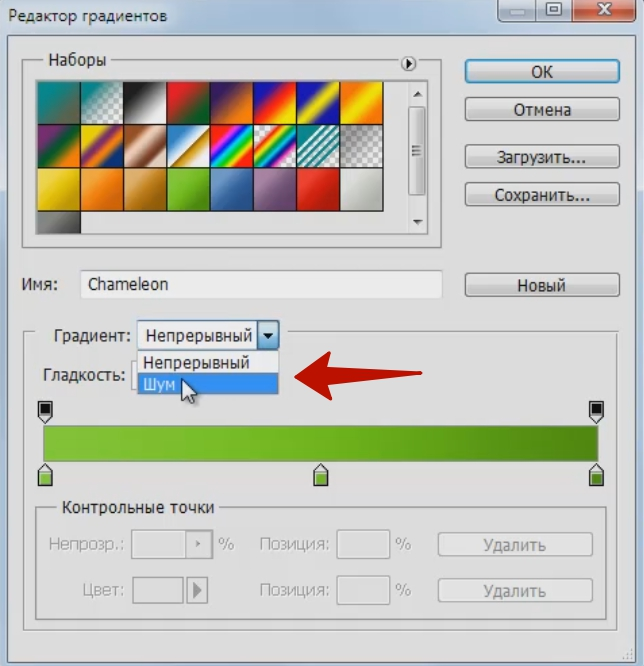 Редактор градиентов
Наборы
ОК
Отмена
Загрузить...
Сохранить...
Имя: Chameleon
Новый
Градиент: Непрерывный
Непрерывный
Гладкость:
Шум
Контрольные точки
Непрозр.: % Позиция: % Удалить
Цвет: Позиция: % Удалить